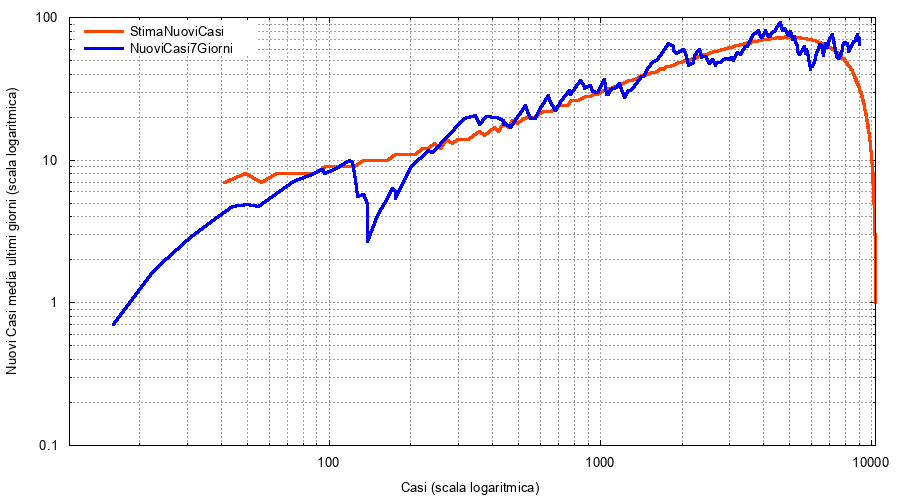 100
StimaNuoviCasi
NuoviCasi7Giorni
10
1
0.1
100
1000
10000
Nuovi Casi media ultimi giorni (scala logaritmica)
Casi (scala logaritmica)